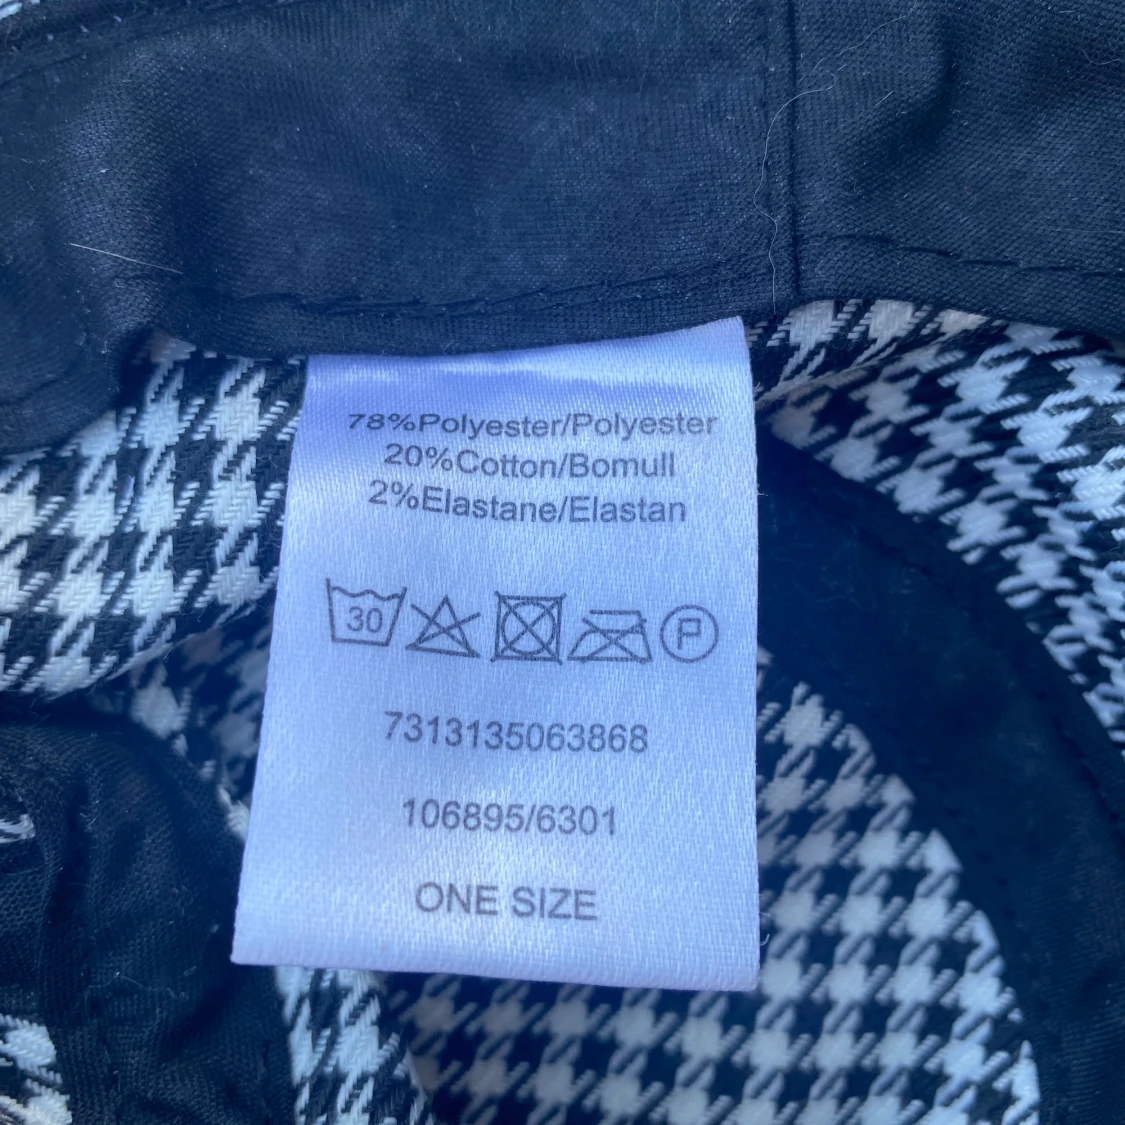 78%Polyester/Polyester
20%Cotton/Bomull
2%Elastane/Elastan
30 P
7313135063868
106895/6301
ONE SIZE